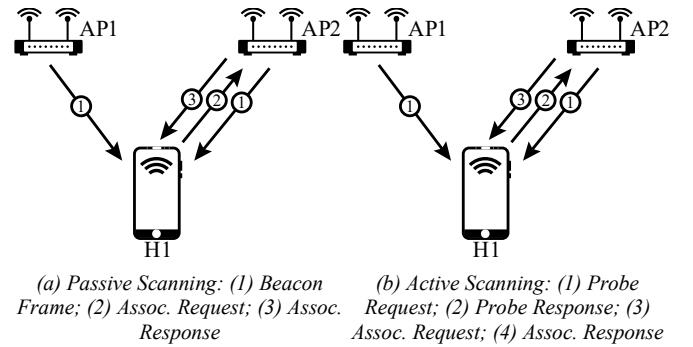 AP1
AP2
AP1
AP2
1
3
2
1
1
3
2
1
H1
H1
(a) Passive Scanning: (1) Beacon
Frame; (2) Assoc. Request; (3) Assoc.
Response
(b) Active Scanning: (1) Probe
Request; (2) Probe Response; (3)
Assoc. Request; (4) Assoc. Response